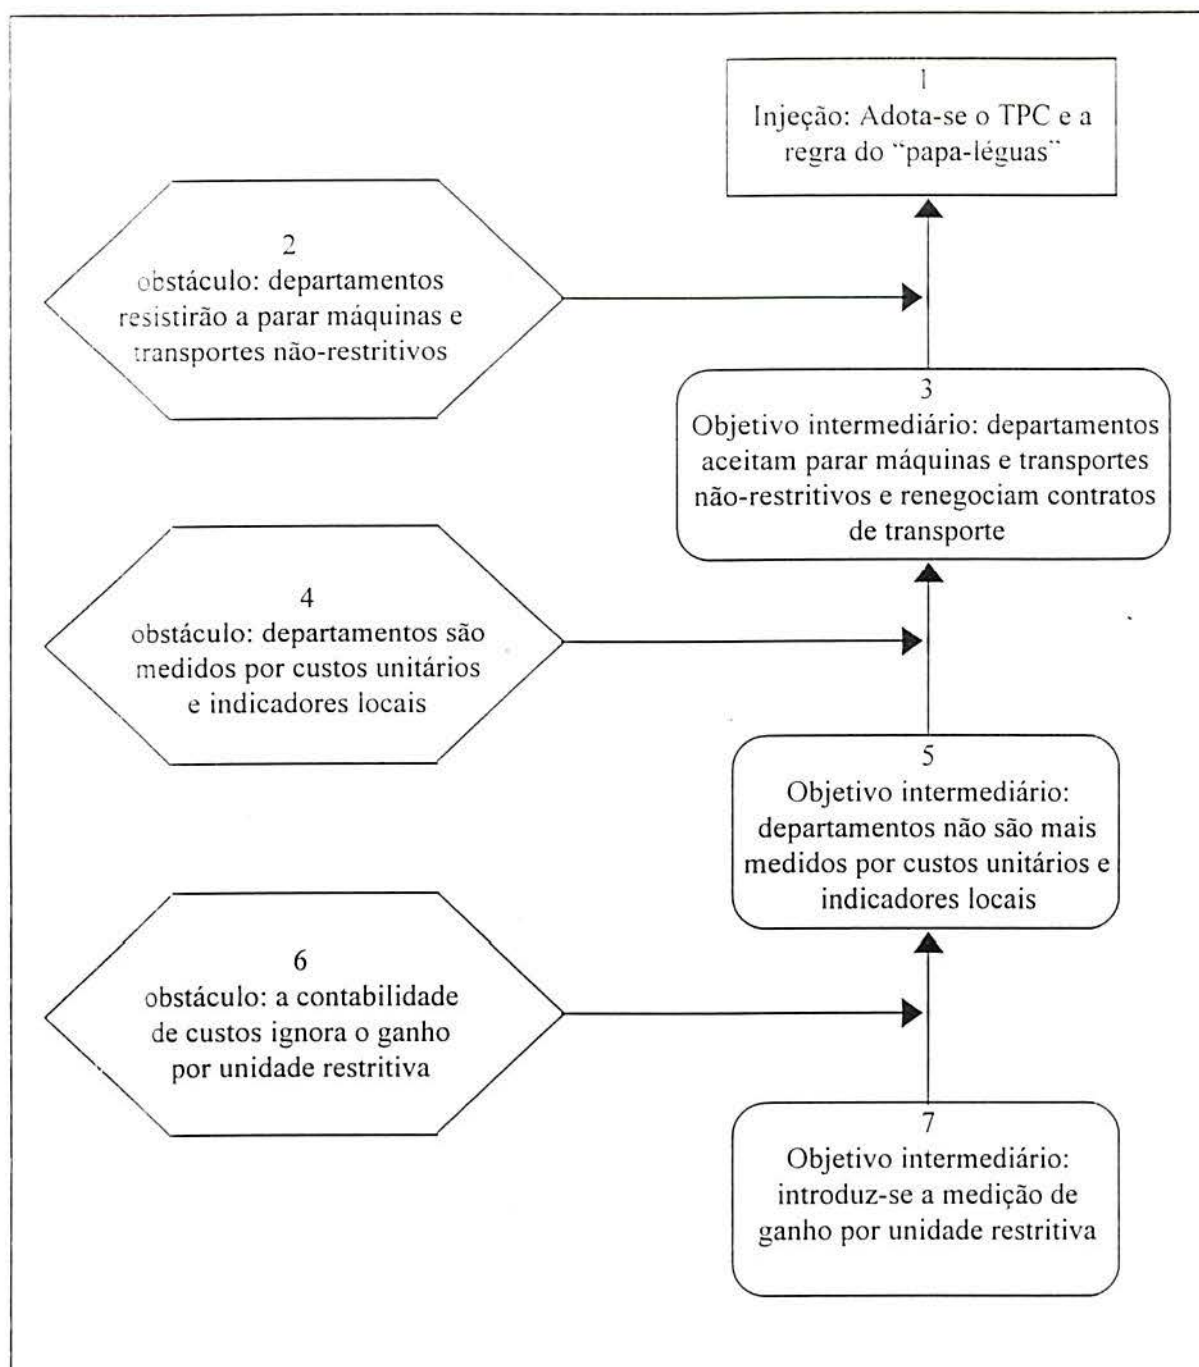 1
Injeção: Adota-se o TPC e a
regra do “papa-léguas”
2
obstáculo: departamentos
resistirão a parar máquinas e
transportes não-restritivos
3
Objetivo intermediário: departamentos
aceitam parar máquinas e transportes
não-restritivos e renegociam contratos
de transporte
4
obstáculo: departamentos são
medidos por custos unitários
e indicadores locais
5
Objetivo intermediário:
departamentos não são mais
medidos por custos unitários e
indicadores locais
6
obstáculo: a contabilidade
de custos ignora o ganho
por unidade restritiva
7
Objetivo intermediário:
introduz-se a medição de
ganho por unidade restritiva